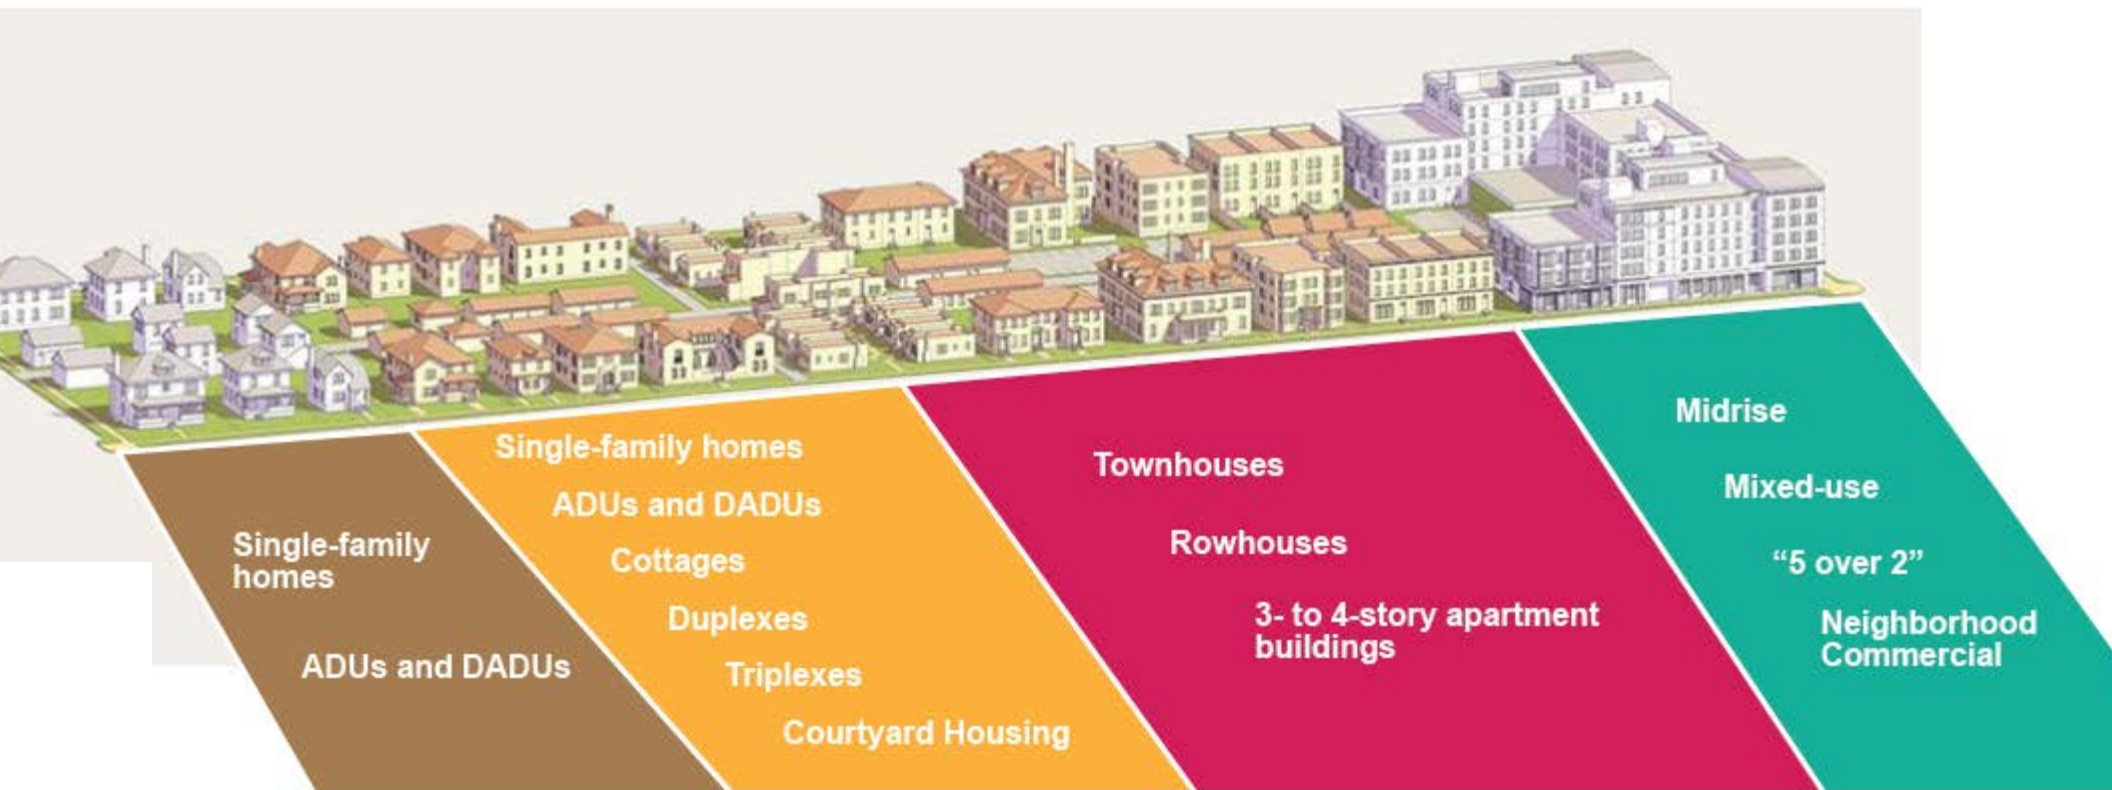 Single-family
homes
ADUs and DADUs
Single-family homes
ADUs and DADUs
Cottages
Duplexes
Triplexes
Courtyard Housing
Townhouses
Rowhouses
3- to 4-story apartment
buildings
Midrise
Mixed-use
“5 over 2”
Neighborhood
Commercial